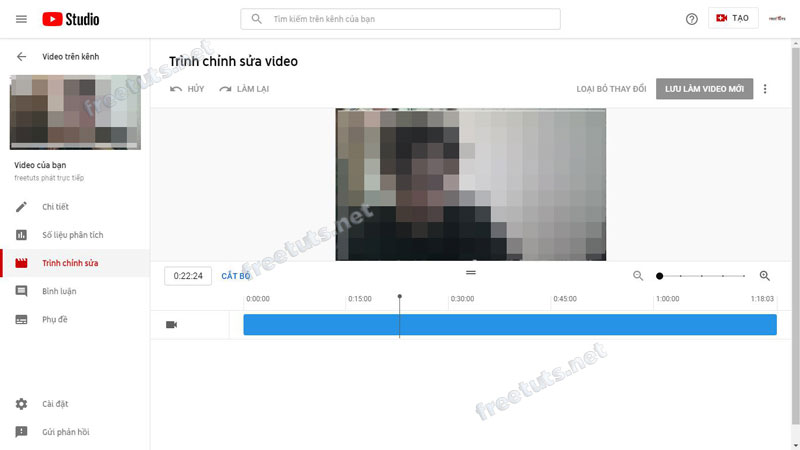 Studio
Tìm kiếm trên kênh của bạn
TẠO
Video trên kênh
Trình chỉnh sửa video
HỦY
LÀM LẠI
LOẠI BỎ THAY ĐỔI
LƯU LÀM VIDEO MỚI
freetuts.net
Video của bạn
freetuts phát trực tiếp
Chi tiết
Số liệu phân tích
Trình chỉnh sửa
Bình luận
Phụ đề
freetuts.net
0:22:24
CẮT BỎ
0:00:00
0:15:00
0:30:00
0:45:00
1:00:00
1:18:03
freetuts.net
Cài đặt
Gửi phản hồi